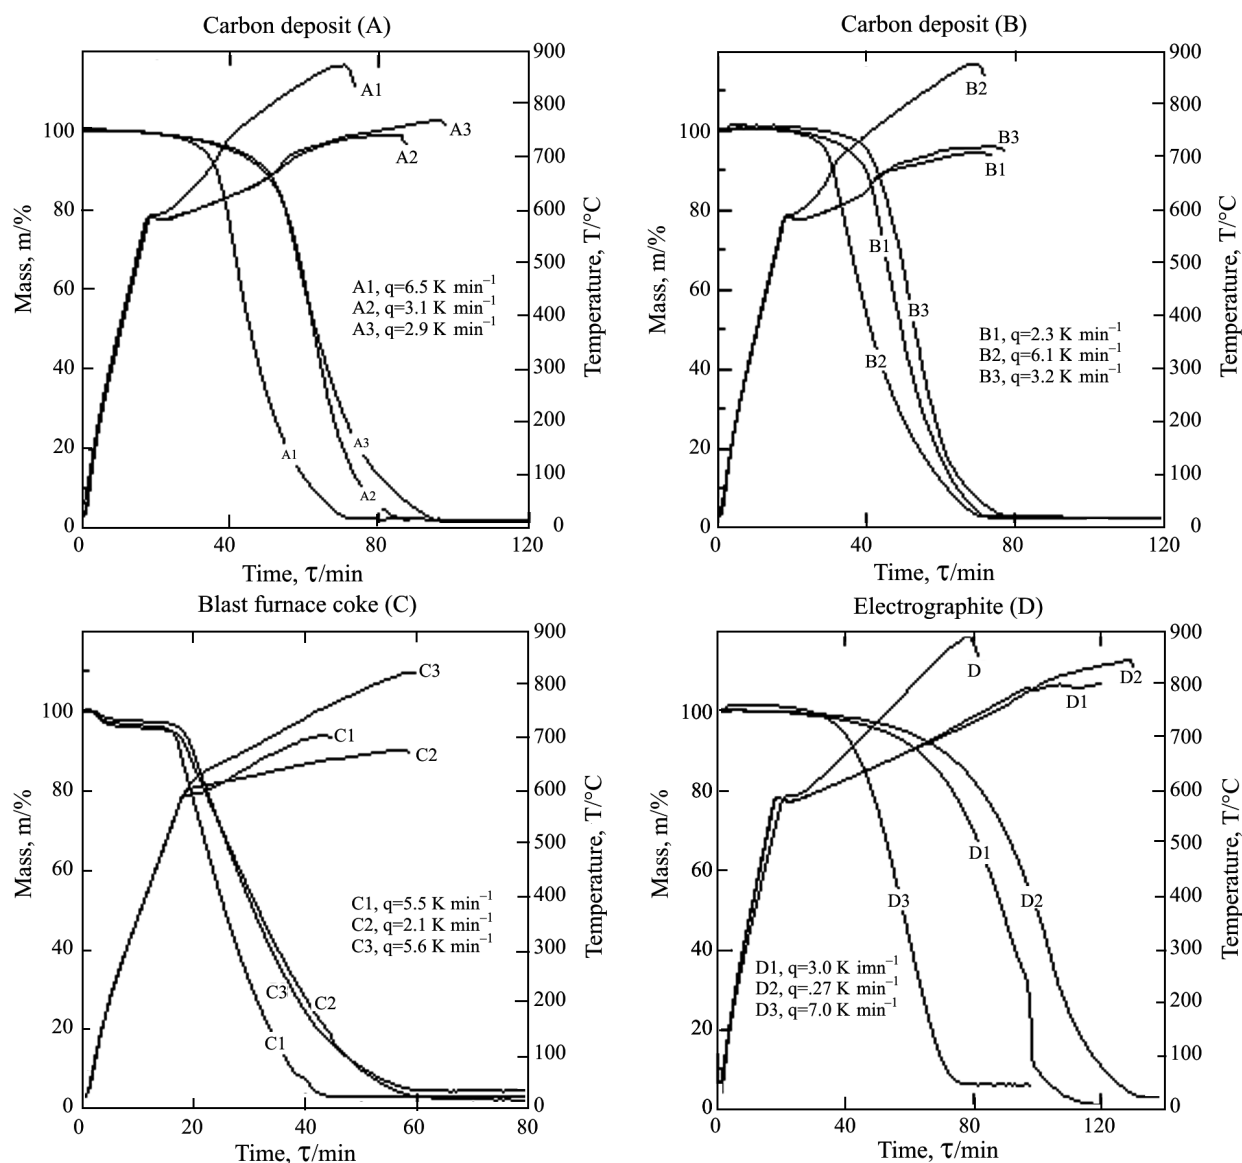 Carbon deposit (A)
900
800
700
600
500
400
300
200
100
0
100
80
60
40
20
0
Mass, m/%
Temperature, T/°C
A1
A3
A2
A1, q=6.5 K min⁻¹
A2, q=3.1 K min⁻¹
A3, q=2.9 K min⁻¹
A3
A1
A2
0
40
80
120
Time, τ/min
Carbon deposit (B)
900
800
700
600
500
400
300
200
100
0
100
80
60
40
20
0
Mass, m/%
Temperature, T/°C
B2
B3
B1
B1
B3
B2
B1, q=2.3 K min⁻¹
B2, q=6.1 K min⁻¹
B3, q=3.2 K min⁻¹
0
40
80
120
Time, τ/min
Blast furnace coke (C)
900
800
700
600
500
400
300
200
100
0
100
80
60
40
20
0
Mass, m/%
Temperature, T/°C
C3
C1
C2
C1, q=5.5 K min⁻¹
C2, q=2.1 K min⁻¹
C3, q=5.6 K min⁻¹
C3
C2
C1
0
20
40
60
80
Time, τ/min
Electrographite (D)
900
800
700
600
500
400
300
200
100
0
100
80
60
40
20
0
Mass, m/%
Temperature, T/°C
D
D2
D1
D1
D3
D2
D1, q=3.0 K imn⁻¹
D2, q=.27 K min⁻¹
D3, q=7.0 K min⁻¹
0
40
80
120
Time, τ/min